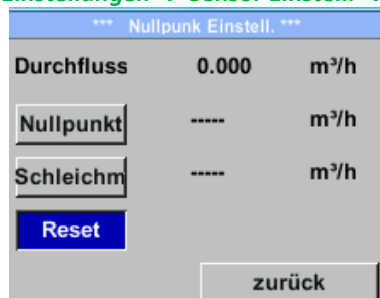 *** Nullpunk Einstell. ***
Durchfluss 0.000 m³/h
Nullpunkt ----- m³/h
Schleichm ----- m³/h
Reset
zurück